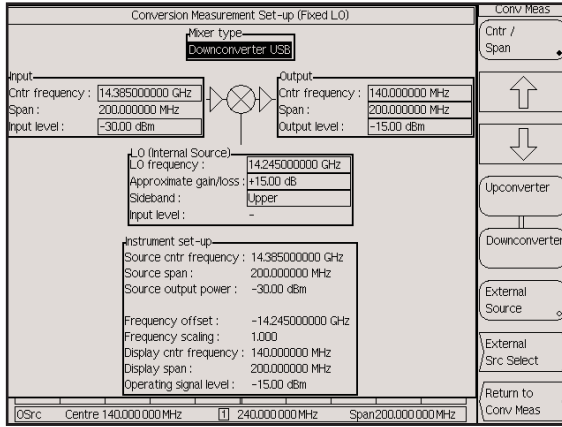 Conversion Measurement Set-up (Fixed LO)
Mixer type
Downconverter USB
Input
Cntr frequency : 14.385000000 GHz
Span : 200.000000 MHz
Input level : -30.00 dBm
Output
Cntr frequency : 140.000000 MHz
Span : 200.000000 MHz
Output level : -15.00 dBm
LO (Internal Source)
LO frequency : 14.245000000 GHz
Approximate gain/loss : +15.00 dB
Sideband : Upper
Input level : -
Instrument set-up
Source cntr frequency : 14.385000000 GHz
Source span : 200.000000 MHz
Source output power : -30.00 dBm
Frequency offset : -14.245000000 GHz
Frequency scaling : 1.000
Display cntr frequency : 140.000000 MHz
Display span : 200.000000 MHz
Operating signal level : -15.00 dBm
OSrc Centre 140.000 000 MHz 1 240.000 000 MHz Span 200.000 000 MHz
Conv Meas
Cntr /
Span
Upconverter
Downconverter
External
Source
External
Src Select
Return to
Conv Meas